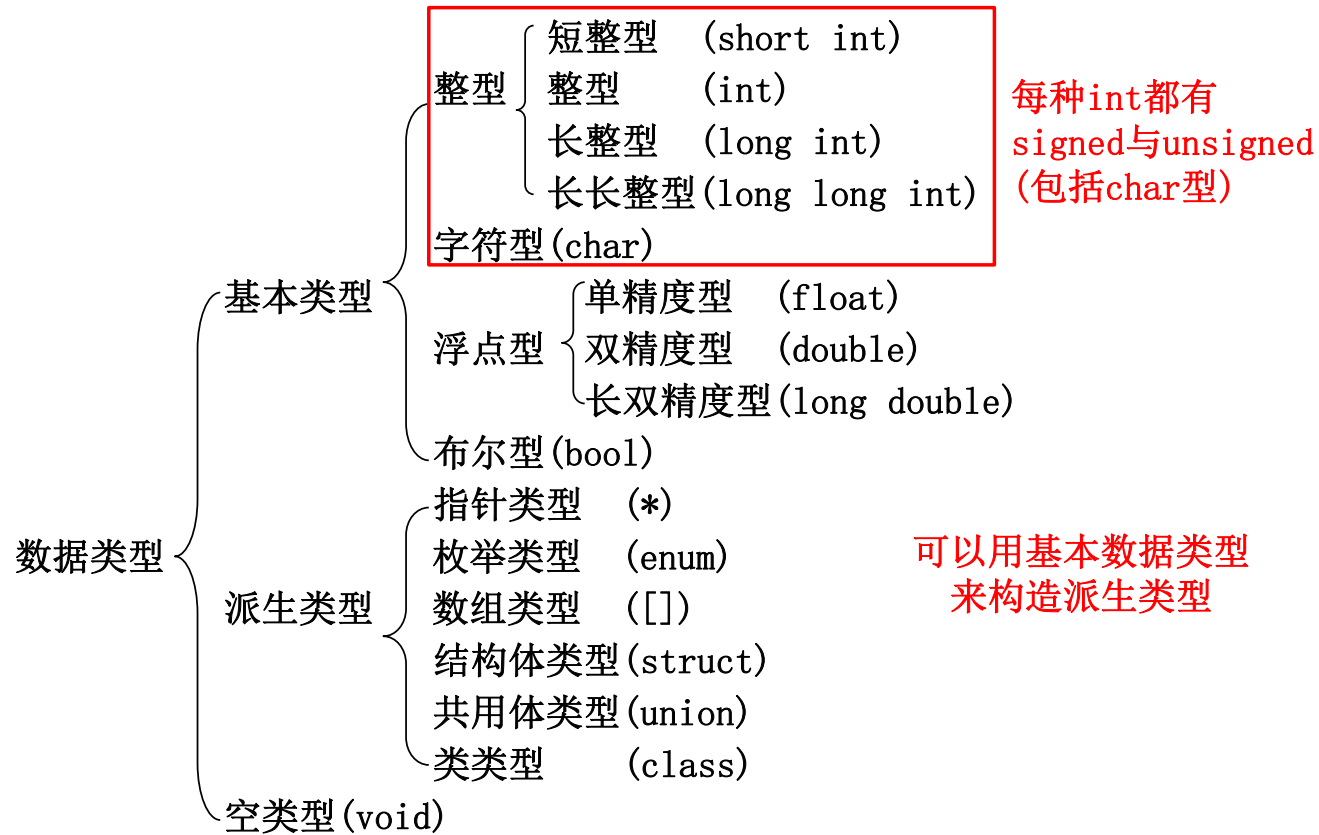 短整型 (short int)
整型 整型 (int)
长整型 (long int)
长长整型(long long int)
字符型(char)
每种int都有
signed与unsigned
(包括char型)
基本类型
单精度型 (float)
浮点型 双精度型 (double)
长双精度型(long double)
布尔型(bool)
数据类型
指针类型 (*)
枚举类型 (enum)
派生类型 数组类型 ([])
结构体类型(struct)
共用体类型(union)
类类型 (class)
可以用基本数据类型
来构造派生类型
空类型(void)